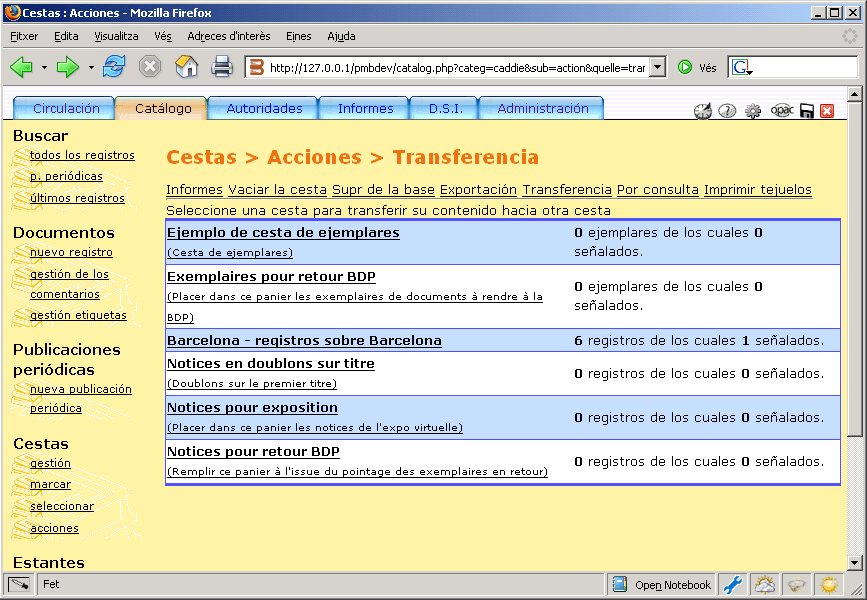 Cestas : Acciones - Mozilla Firefox
Fitxer Edita Visualitza Vés Adreces d'interès Eines Ajuda
http://127.0.0.1/pmbdev/catalog.php?categ=caddie&sub=action&quelle=trar Vés G
Circulación Catálogo Autoridades Informes D.S.I. Administración opac
Buscar
todos los registros
p. periódicas
últimos registros
Documentos
nuevo registro
gestión de los
comentarios
gestión etiquetas
Publicaciones
periódicas
nueva publicación
periódica
Cestas
gestión
marcar
seleccionar
acciones
Estantes
Cestas > Acciones > Transferencia
Informes Vaciar la cesta Supr de la base Exportación Transferencia Por consulta Imprimir tejuelos
Seleccione una cesta para transferir su contenido hacia otra cesta
Ejemplo de cesta de ejemplares
(Cesta de ejemplares)
0 ejemplares de los cuales 0
señalados.
Exemplaires pour retour BDP
(Placer dans ce panier les exemplaires de documents à rendre à la
BDP)
0 ejemplares de los cuales 0
señalados.
Barcelona - registros sobre Barcelona
6 registros de los cuales 1 señalados.
Notices en doublons sur titre
(Doublons sur le premier titre)
0 registros de los cuales 0 señalados.
Notices pour exposition
(Placer dans ce panier les notices de l'expo virtuelle)
0 registros de los cuales 0 señalados.
Notices pour retour BDP
(Remplir ce panier à l'issue du pointage des exemplaires en retour)
0 registros de los cuales 0 señalados.
Fet
Open Notebook